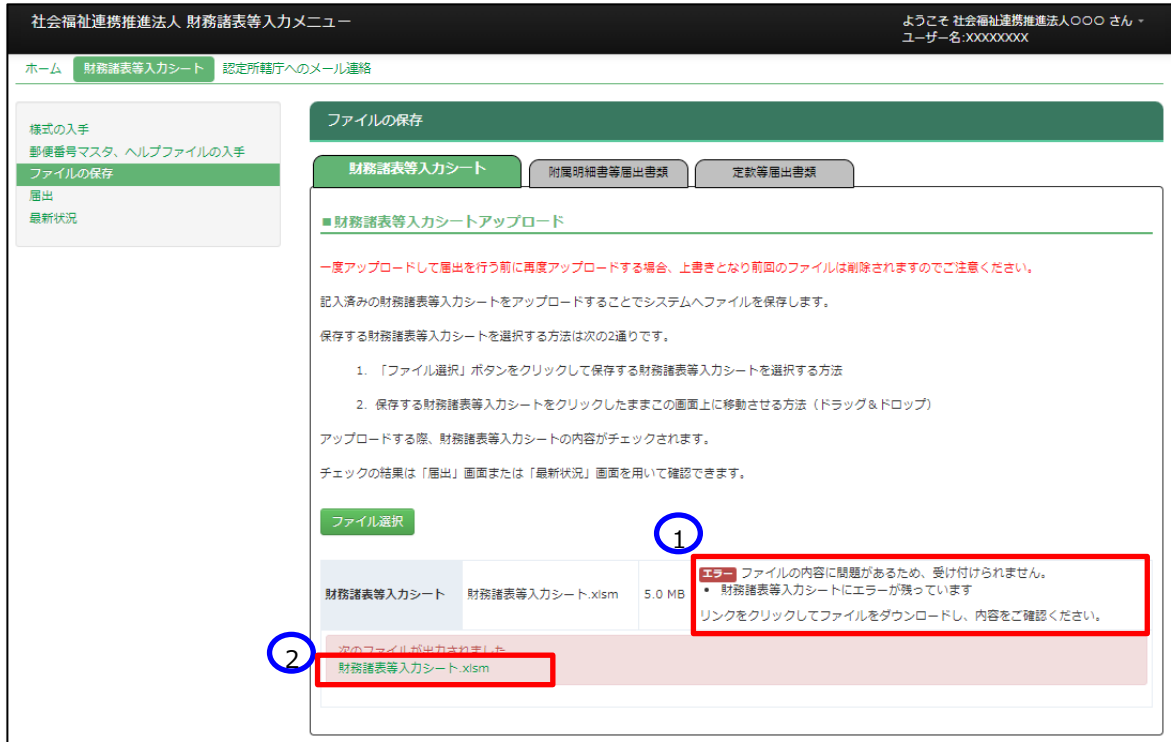 社会福祉連携推進法人 財務諸表等入力メニュー
ようこそ 社会福祉連携推進法人〇〇〇 さん
ユーザー名:XXXXXXXX
ホーム 財務諸表等入力シート 認定所轄庁へのメール連絡
様式の入手
郵便番号マスタ、ヘルプファイルの入手
ファイルの保存
届出
最新状況
ファイルの保存
財務諸表等入力シート 附属明細書等届出書類 定款等届出書類
■財務諸表等入力シートアップロード
一度アップロードして届出を行う前に再度アップロードする場合、上書きとなり前回のファイルは削除されますのでご注意ください。
記入済みの財務諸表等入力シートをアップロードすることでシステムへファイルを保存します。
保存する財務諸表等入力シートを選択する方法は次の2通りです。
1. 「ファイル選択」ボタンをクリックして保存する財務諸表等入力シートを選択する方法
2. 保存する財務諸表等入力シートをクリックしたままこの画面上に移動させる方法（ドラッグ＆ドロップ）
アップロードする際、財務諸表等入力シートの内容がチェックされます。
チェックの結果は「届出」画面または「最新状況」画面を用いて確認できます。
ファイル選択
1
財務諸表等入力シート 財務諸表等入力シート.xlsm 5.0 MB
エラー ファイルの内容に問題があるため、受け付けられません。
• 財務諸表等入力シートにエラーが残っています
リンクをクリックしてファイルをダウンロードし、内容をご確認ください。
2
次のファイルが出力されました
財務諸表等入力シート.xlsm